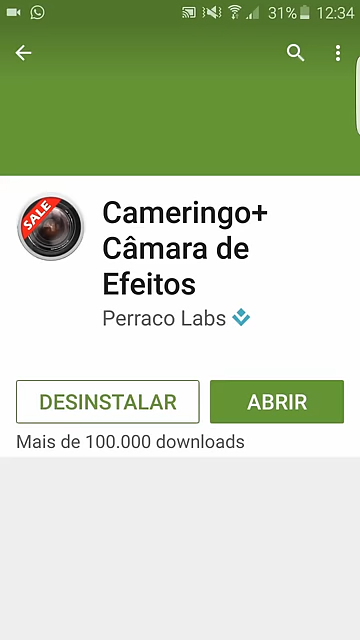 31% 12:34
SALE
Cameringo+
Câmara de
Efeitos
Perraco Labs
DESINSTALAR
ABRIR
Mais de 100.000 downloads